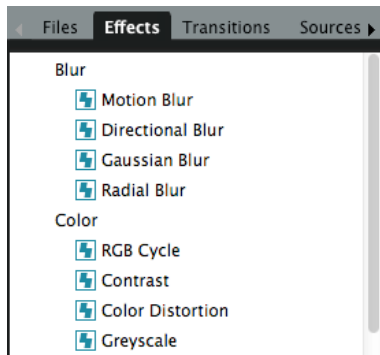 Files Effects Transitions Sources
Blur
Motion Blur
Directional Blur
Gaussian Blur
Radial Blur
Color
RGB Cycle
Contrast
Color Distortion
Greyscale